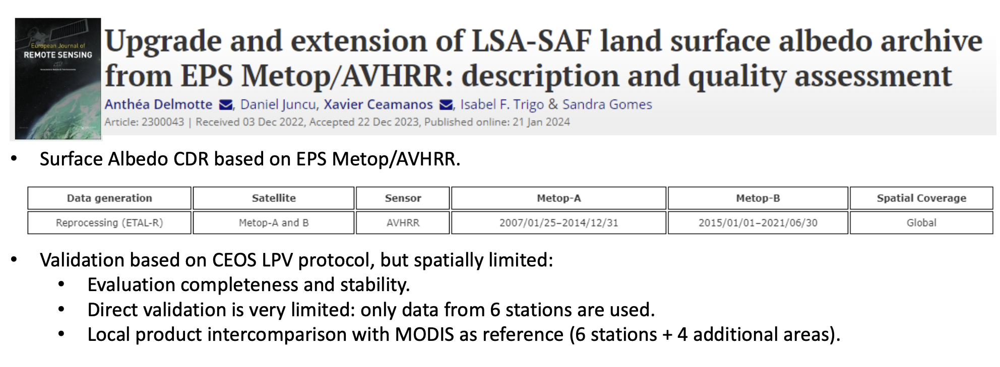 European Journal of
REMOTE SENSING
Upgrade and extension of LSA-SAF land surface albedo archive
from EPS Metop/AVHRR: description and quality assessment
Anthéa Delmotte , Daniel Juncu, Xavier Ceamanos , Isabel F. Trigo & Sandra Gomes
Article: 2300043 | Received 03 Dec 2022, Accepted 22 Dec 2023, Published online: 21 Jan 2024
• Surface Albedo CDR based on EPS Metop/AVHRR.
Data generation Satellite Sensor Metop-A Metop-B Spatial Coverage
Reprocessing (ETAL-R) Metop-A and B AVHRR 2007/01/25–2014/12/31 2015/01/01–2021/06/30 Global
• Validation based on CEOS LPV protocol, but spatially limited:
• Evaluation completeness and stability.
• Direct validation is very limited: only data from 6 stations are used.
• Local product intercomparison with MODIS as reference (6 stations + 4 additional areas).